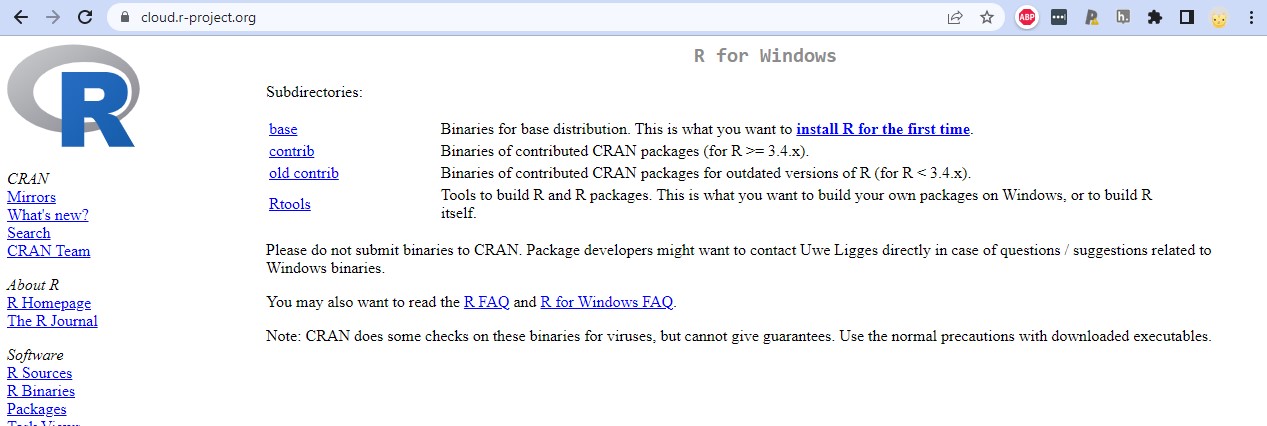 cloud.r-project.org
ABP
R
R for Windows
Subdirectories:
base Binaries for base distribution. This is what you want to install R for the first time.
contrib Binaries of contributed CRAN packages (for R >= 3.4.x).
old contrib Binaries of contributed CRAN packages for outdated versions of R (for R < 3.4.x).
Rtools Tools to build R and R packages. This is what you want to build your own packages on Windows, or to build R
itself.
Please do not submit binaries to CRAN. Package developers might want to contact Uwe Ligges directly in case of questions / suggestions related to
Windows binaries.
You may also want to read the R FAQ and R for Windows FAQ.
Note: CRAN does some checks on these binaries for viruses, but cannot give guarantees. Use the normal precautions with downloaded executables.
CRAN
Mirrors
What's new?
Search
CRAN Team
About R
R Homepage
The R Journal
Software
R Sources
R Binaries
Packages
Task Views